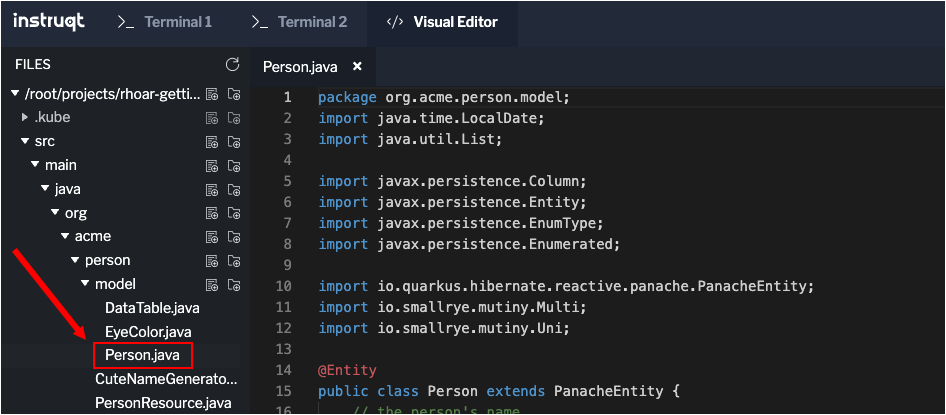 instruqt >_ Terminal 1 >_ Terminal 2 </> Visual Editor
FILES
/root/projects/rhoar-getti...
.kube
src
main
java
org
acme
person
model
DataTable.java
EyeColor.java
Person.java
CuteNameGenerato...
PersonResource.java
Person.java ×
1 package org.acme.person.model;
2 import java.time.LocalDate;
3 import java.util.List;
4
5 import javax.persistence.Column;
6 import javax.persistence.Entity;
7 import javax.persistence.EnumType;
8 import javax.persistence.Enumerated;
9
10 import io.quarkus.hibernate.reactive.panache.PanacheEntity;
11 import io.smallrye.mutiny.Multi;
12 import io.smallrye.mutiny.Uni;
13
14 @Entity
15 public class Person extends PanacheEntity {
16 // the person's name